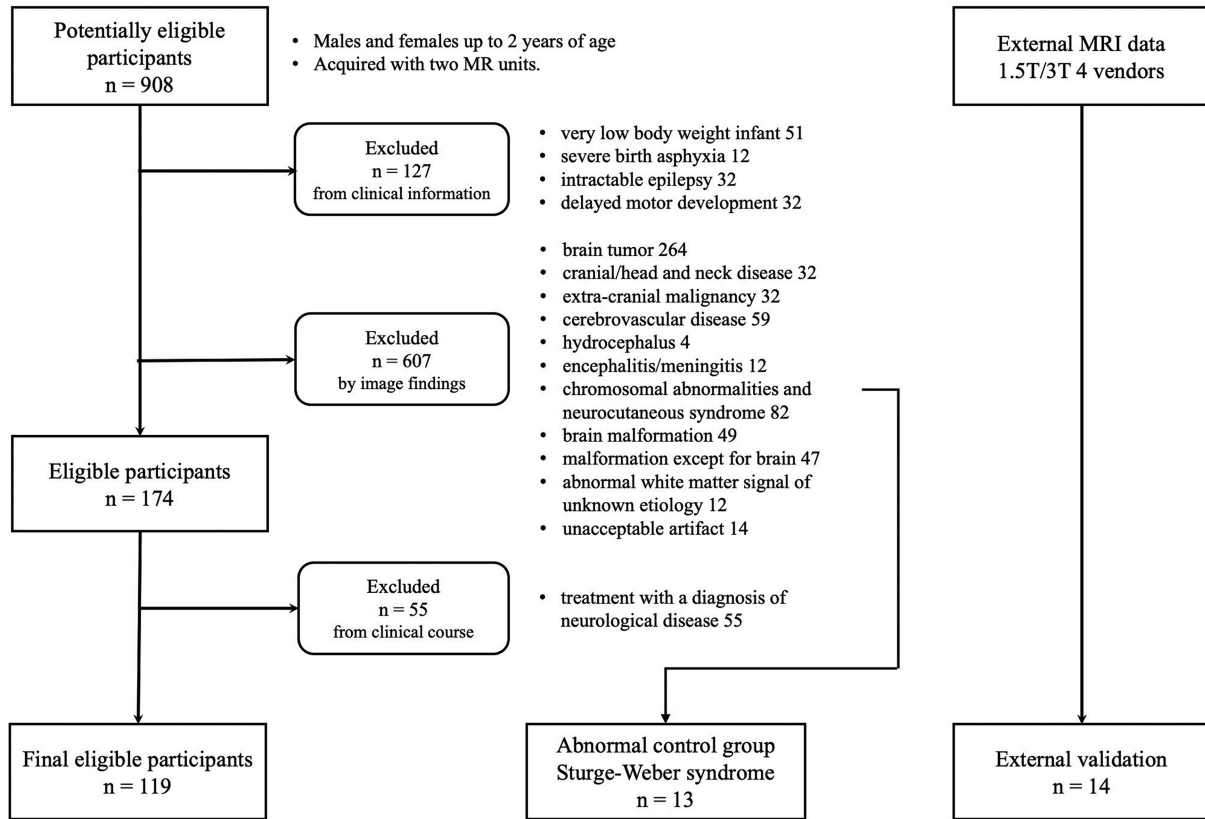 Potentially eligible
participants
n = 908
• Males and females up to 2 years of age
• Acquired with two MR units.
External MRI data
1.5T/3T 4 vendors
Excluded
n = 127
from clinical information
• very low body weight infant 51
• severe birth asphyxia 12
• intractable epilepsy 32
• delayed motor development 32
Excluded
n = 607
by image findings
• brain tumor 264
• cranial/head and neck disease 32
• extra-cranial malignancy 32
• cerebrovascular disease 59
• hydrocephalus 4
• encephalitis/meningitis 12
• chromosomal abnormalities and
neurocutaneous syndrome 82
• brain malformation 49
• malformation except for brain 47
• abnormal white matter signal of
unknown etiology 12
• unacceptable artifact 14
Eligible participants
n = 174
Excluded
n = 55
from clinical course
• treatment with a diagnosis of
neurological disease 55
Final eligible participants
n = 119
Abnormal control group
Sturge-Weber syndrome
n = 13
External validation
n = 14